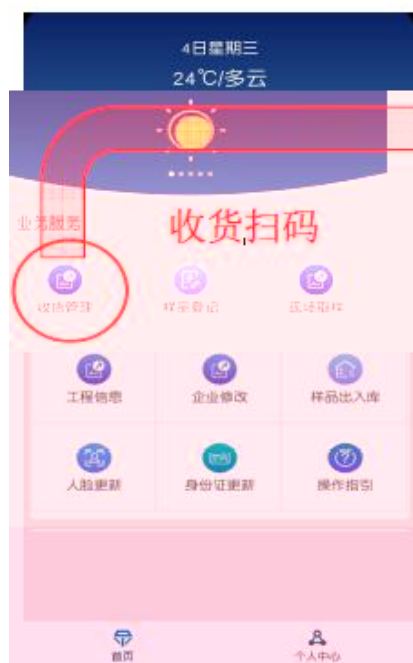 4日星期三
24℃/多云
业务服务
收货扫码
收货管理 样品登记 现场取样
工程信息 企业修改 样品出入库
人脸更新 身份证更新 操作指引
首页 个人中心